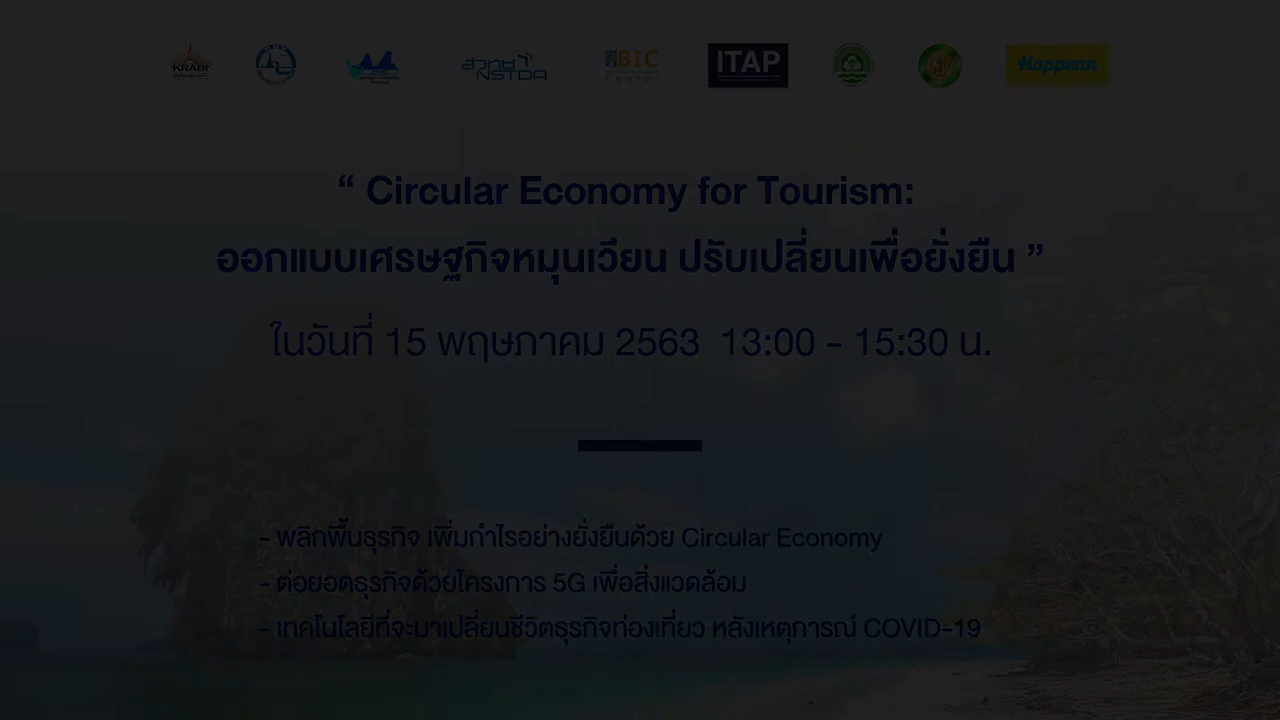 KRABI
สวทช
NSTDA
BIC
Center
ITAP
Happenn
“ Circular Economy for Tourism:
ออกแบบเศรษฐกิจหมุนเวียน ปรับเปลี่ยนเพื่อยั่งยืน ”
ในวันที่ 15 พฤษภาคม 2563 13:00 - 15:30 น.
- พลิกฟื้นธุรกิจ เพิ่มกำไรอย่างยั่งยืนด้วย Circular Economy
- ต่อยอดธุรกิจด้วยโครงการ 5G เพื่อสิ่งแวดล้อม
- เทคโนโลยีที่จะมาเปลี่ยนชีวิตธุรกิจท่องเที่ยว หลังเหตุการณ์ COVID-19